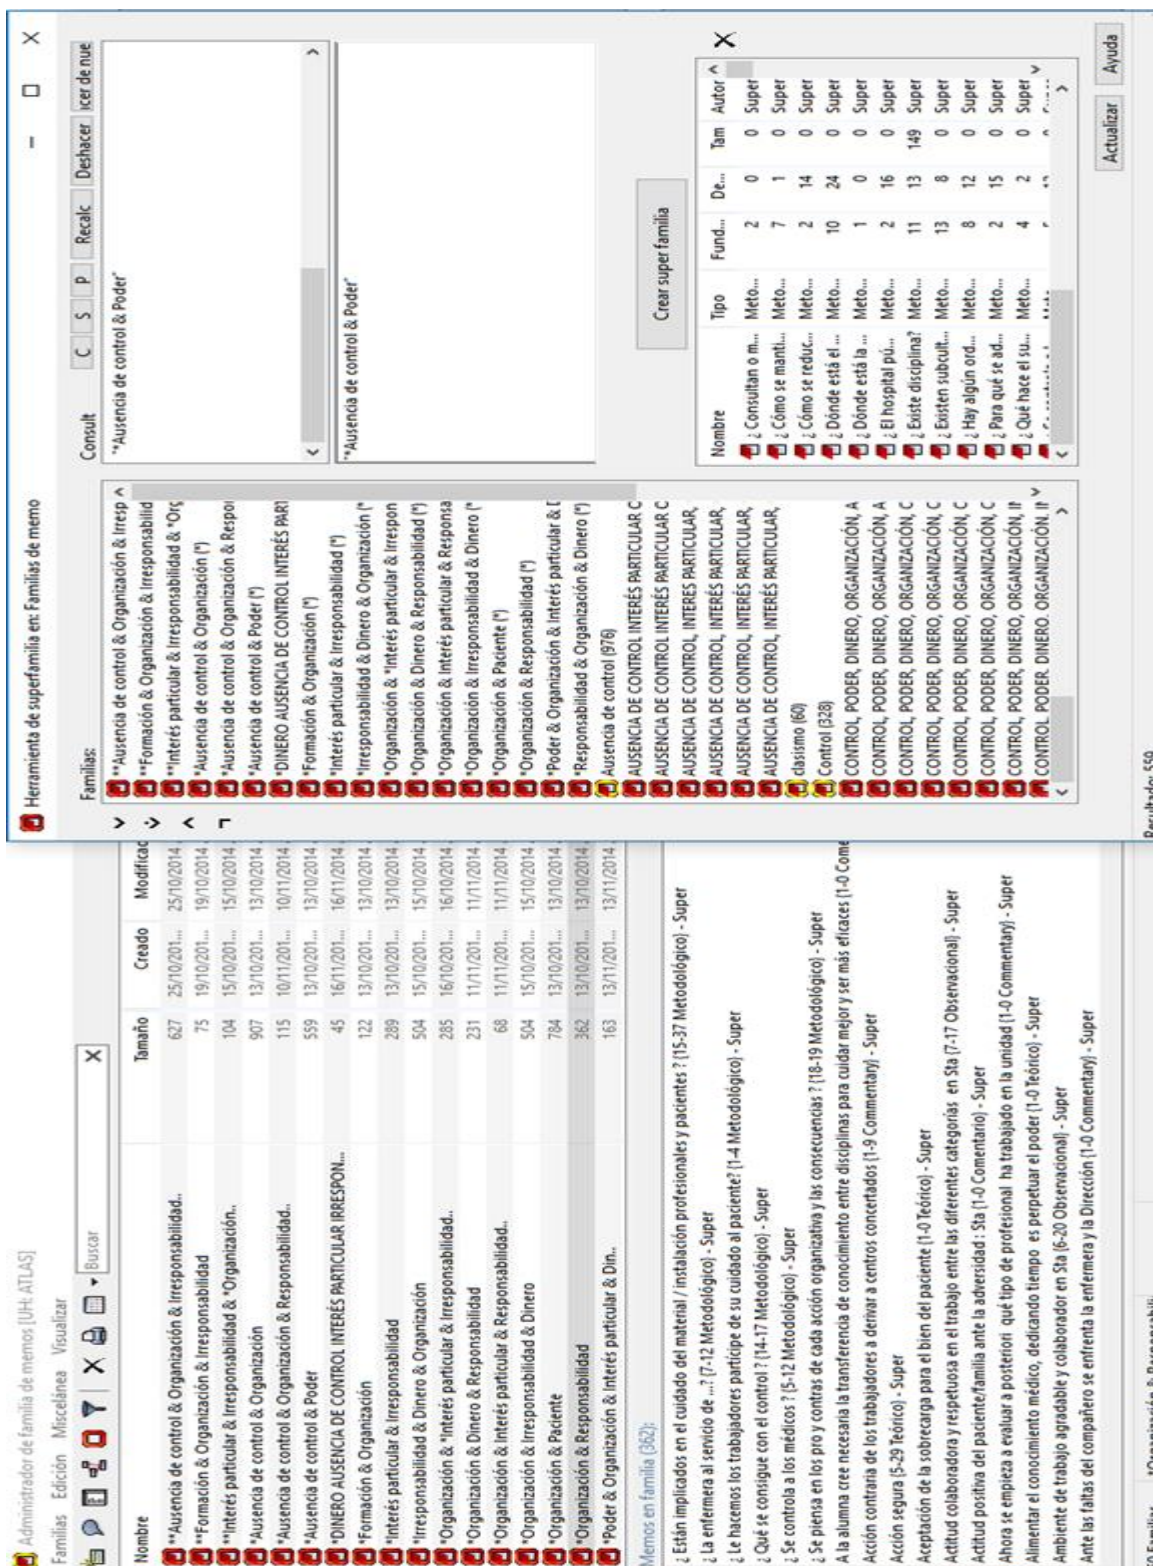 Administrador de familia de memos [UH: ATLAS]
Familias Edición Miscelánea Visualizar
Buscar
Nombre Tamaño Creado Modificac
**Ausencia de control & Organización & Irresponsabilidad.. 627 25/10/201... 25/10/2014 .
**Formación & Organización & Irresponsabilidad 75 19/10/201... 19/10/2014 .
**Interés particular & Irresponsabilidad & *Organización.. 104 15/10/201... 15/10/2014 .
*Ausencia de control & Organización 907 13/10/201... 13/10/2014 .
*Ausencia de control & Organización & Responsabilidad.. 115 10/11/201... 10/11/2014 .
*Ausencia de control & Poder 559 13/10/201... 13/10/2014 .
*DINERO AUSENCIA DE CONTROL INTERÉS PARTICULAR IRRESPON... 45 16/11/201... 16/11/2014 .
*Formación & Organización 122 13/10/201... 13/10/2014 .
*Interés particular & Irresponsabilidad 289 13/10/201... 13/10/2014 .
*Irresponsabilidad & Dinero & Organización 504 15/10/201... 15/10/2014 .
*Organización & *Interés particular & Irresponsabilidad.. 285 16/10/201... 16/10/2014 .
*Organización & Dinero & Responsabilidad 231 11/11/201... 11/11/2014 .
*Organización & Interés particular & Responsabilidad.. 68 11/11/201... 11/11/2014 .
*Organización & Irresponsabilidad & Dinero 504 15/10/201... 15/10/2014 .
*Organización & Paciente 784 13/10/201... 13/10/2014 .
*Organización & Responsabilidad 362 13/10/201... 13/10/2014 .
*Poder & Organización & Interés particular & Din.. 163 13/11/201... 13/11/2014 .
Memos en familia (362):
¿ Están implicados en el cuidado del material / instalación profesionales y pacientes ? {15-37 Metodológico} - Super
¿ La enfermera al servicio de ...? {7-12 Metodológico} - Super
¿ Le hacemos los trabajadores partícipe de su cuidado al paciente? {1-4 Metodológico} - Super
¿ Qué se consigue con el control ? {14-17 Metodológico} - Super
¿ Se controla a los médicos ? {5-12 Metodológico} - Super
¿ Se piensa en los pro y contras de cada acción organizativa y las consecuencias ? {18-19 Metodológico} - Super
A la alumna cree necesaria la transferencia de conocimiento entre disciplinas para cuidar mejor y ser más eficaces {1-0 Come
Acción contraria de los trabajadores a derivar a centros concertados {1-9 Commentary} - Super
Acción segura {5-29 Teórico} - Super
Aceptación de la sobrecarga para el bien del paciente {1-0 Teórico} - Super
Actitud colaboradora y respetuosa en el trabajo entre las diferentes categorías en Sta {7-17 Observacional} - Super
Actitud positiva del paciente/familia ante la adversidad : Sta {1-0 Comentario} - Super
Ahora se empieza a evaluar a posteriori qué tipo de profesional ha trabajado en la unidad {1-0 Commentary} - Super
Alimentar el conocimiento médico, dedicando tiempo es perpetuar el poder {1-0 Teórico} - Super
Ambiente de trabajo agradable y colaborador en Sta {6-20 Observacional} - Super
Ante las faltas del compañero se enfrenta la enfermera y la Dirección {1-0 Commentary} - Super
Herramienta de superfamilia en: Familias de memo
Familias:
**Ausencia de control & Organización & Irresp
**Formación & Organización & Irresponsabilid
**Interés particular & Irresponsabilidad & *Org
*Ausencia de control & Organización (*)
*Ausencia de control & Organización & Respon
*Ausencia de control & Poder (*)
*DINERO AUSENCIA DE CONTROL INTERÉS PART
*Formación & Organización (*)
*Interés particular & Irresponsabilidad (*)
*Irresponsabilidad & Dinero & Organización (*
*Organización & *Interés particular & Irrespon
*Organización & Dinero & Responsabilidad (*)
*Organización & Interés particular & Responsa
*Organización & Irresponsabilidad & Dinero (*
*Organización & Paciente (*)
*Organización & Responsabilidad (*)
*Poder & Organización & Interés particular & D
*Responsabilidad & Organización & Dinero (*)
Ausencia de control (976)
AUSENCIA DE CONTROL INTERÉS PARTICULAR C
AUSENCIA DE CONTROL INTERÉS PARTICULAR C
AUSENCIA DE CONTROL, INTERÉS PARTICULAR,
AUSENCIA DE CONTROL, INTERÉS PARTICULAR,
AUSENCIA DE CONTROL, INTERÉS PARTICULAR,
AUSENCIA DE CONTROL, INTERÉS PARTICULAR,
clasismo (60)
Control (328)
CONTROL, PODER, DINERO, ORGANIZACIÓN, A
CONTROL, PODER, DINERO, ORGANIZACIÓN, A
CONTROL, PODER, DINERO, ORGANIZACIÓN, C
CONTROL, PODER, DINERO, ORGANIZACIÓN, C
CONTROL, PODER, DINERO, ORGANIZACIÓN, C
CONTROL, PODER, DINERO, ORGANIZACIÓN, II
CONTROL, PODER, DINERO, ORGANIZACIÓN, II
Consult C S P Recalc Deshacer icer de nue
"*Ausencia de control & Poder"
"*Ausencia de control & Poder"
Crear super familia
Nombre Tipo Fund... De... Tam Autor
¿ Consultan o m... Meto... 2 0 0 Super
¿ Cómo se manti... Meto... 7 1 0 Super
¿ Cómo se reduc... Meto... 2 14 0 Super
¿ Dónde está el ... Meto... 10 24 0 Super
¿ Dónde está la ... Meto... 1 0 0 Super
¿ El hospital pú... Meto... 2 16 0 Super
¿ Existe disciplina? Meto... 11 13 149 Super
¿ Existen subcult... Meto... 13 8 0 Super
¿ Hay algún ord... Meto... 8 12 0 Super
¿ Para qué se ad... Meto... 2 15 0 Super
¿ Qué hace el su... Meto... 4 2 0 Super
Actualizar Ayuda
Resultado: 559